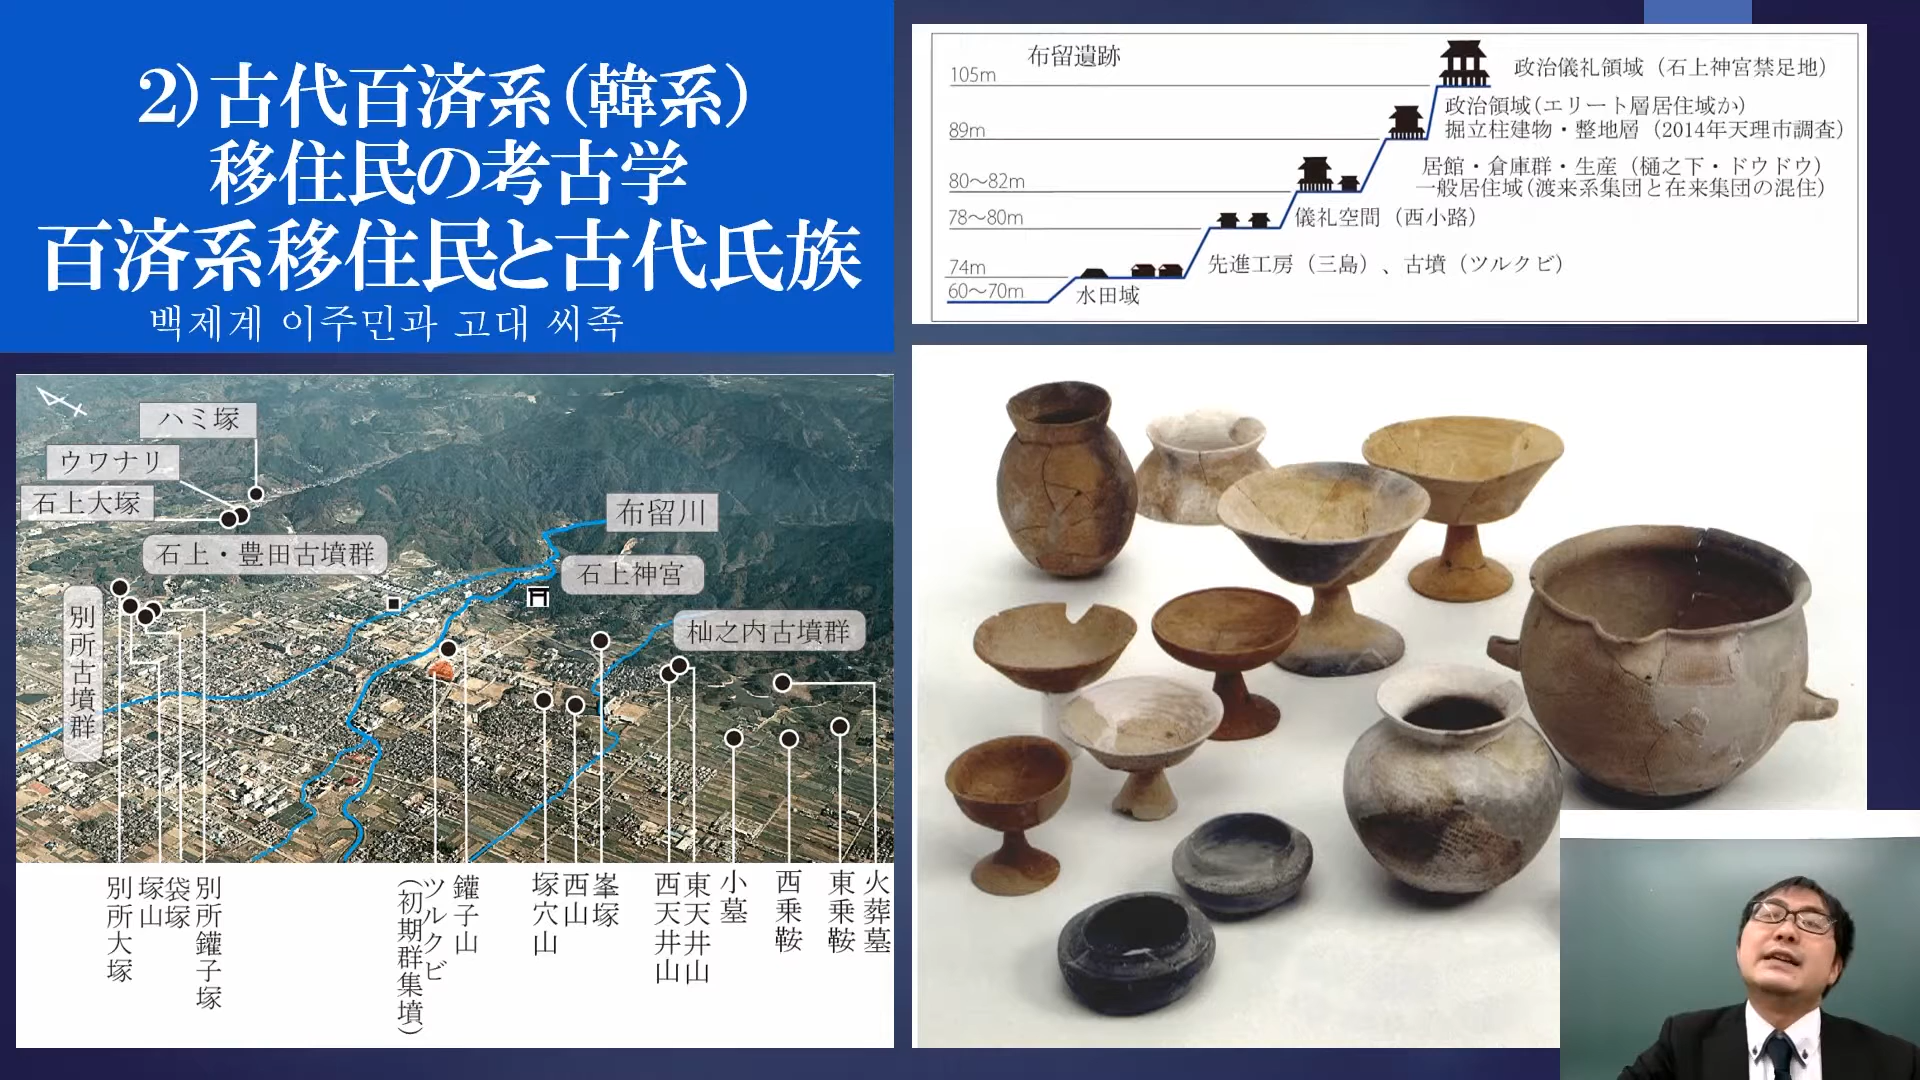 2)古代百済系(韓系)
移住民の考古学
百済系移住民と古代氏族
백제계 이주민과 고대 씨족
布留遺跡
105m
政治儀礼領域(石上神宮禁足地)
政治領域(エリート層居住域か)
89m
掘立柱建物・整地層(2014年天理市調査)
居館・倉庫群・生産(樋之下・ドウドウ)
80〜82m
一般居住域(渡来系集団と在来集団の混住)
78〜80m
儀礼空間(西小路)
74m
先進工房(三島)、古墳(ツルクビ)
60〜70m
水田域
ハミ塚
ウワナリ
石上大塚
石上・豊田古墳群
別所古墳群
布留川
石上神宮
杣之内古墳群
別所大塚
塚山
袋塚
別所鑵子塚
(初期群集墳)
ツルクビ
鑵子山
塚穴山
西山
峯塚
西天井山
東天井山
小墓
西乗鞍
東乗鞍
火葬墓